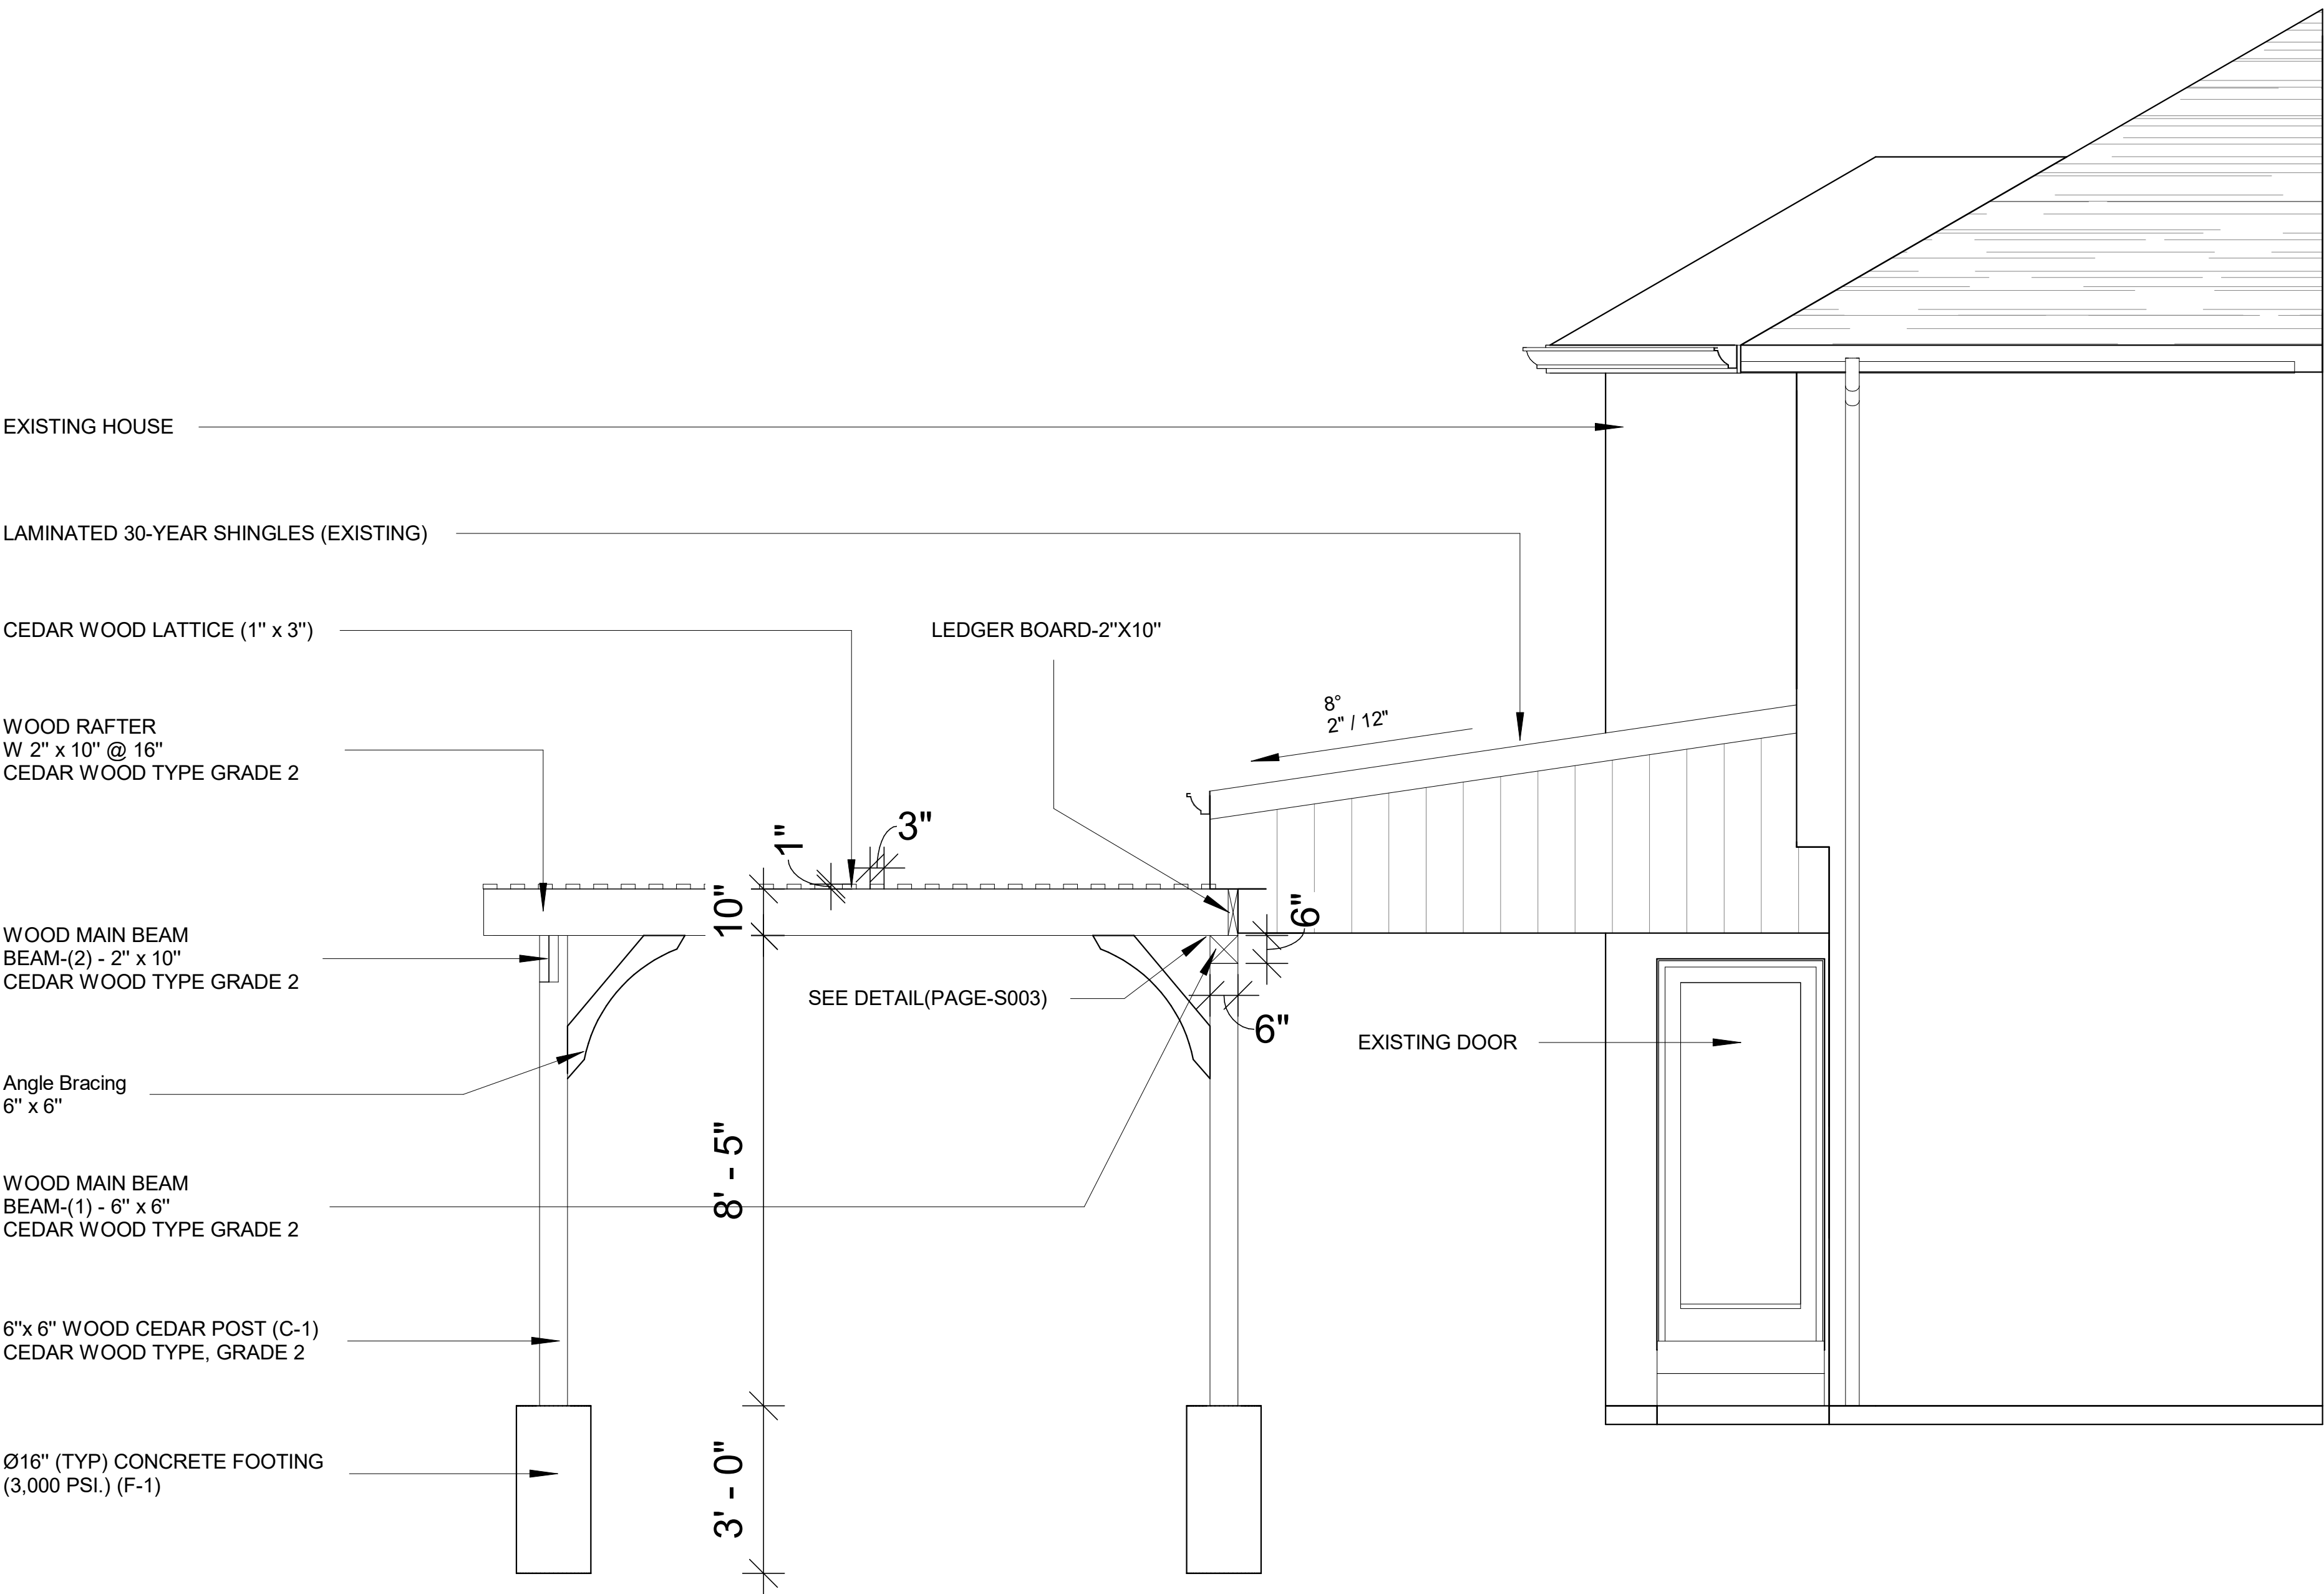 EXISTING HOUSE
LAMINATED 30-YEAR SHINGLES (EXISTING)
CEDAR WOOD LATTICE (1" x 3")
LEDGER BOARD-2"X10"
8°
2" / 12"
WOOD RAFTER
W 2" x 10" @ 16"
CEDAR WOOD TYPE GRADE 2
1"
3"
10"
6"
WOOD MAIN BEAM
BEAM-(2) - 2" x 10"
CEDAR WOOD TYPE GRADE 2
SEE DETAIL(PAGE-S003)
6"
EXISTING DOOR
Angle Bracing
6" x 6"
8' - 5"
WOOD MAIN BEAM
BEAM-(1) - 6" x 6"
CEDAR WOOD TYPE GRADE 2
6"x 6" WOOD CEDAR POST (C-1)
CEDAR WOOD TYPE, GRADE 2
Ø16" (TYP) CONCRETE FOOTING
(3,000 PSI.) (F-1)
3' - 0"